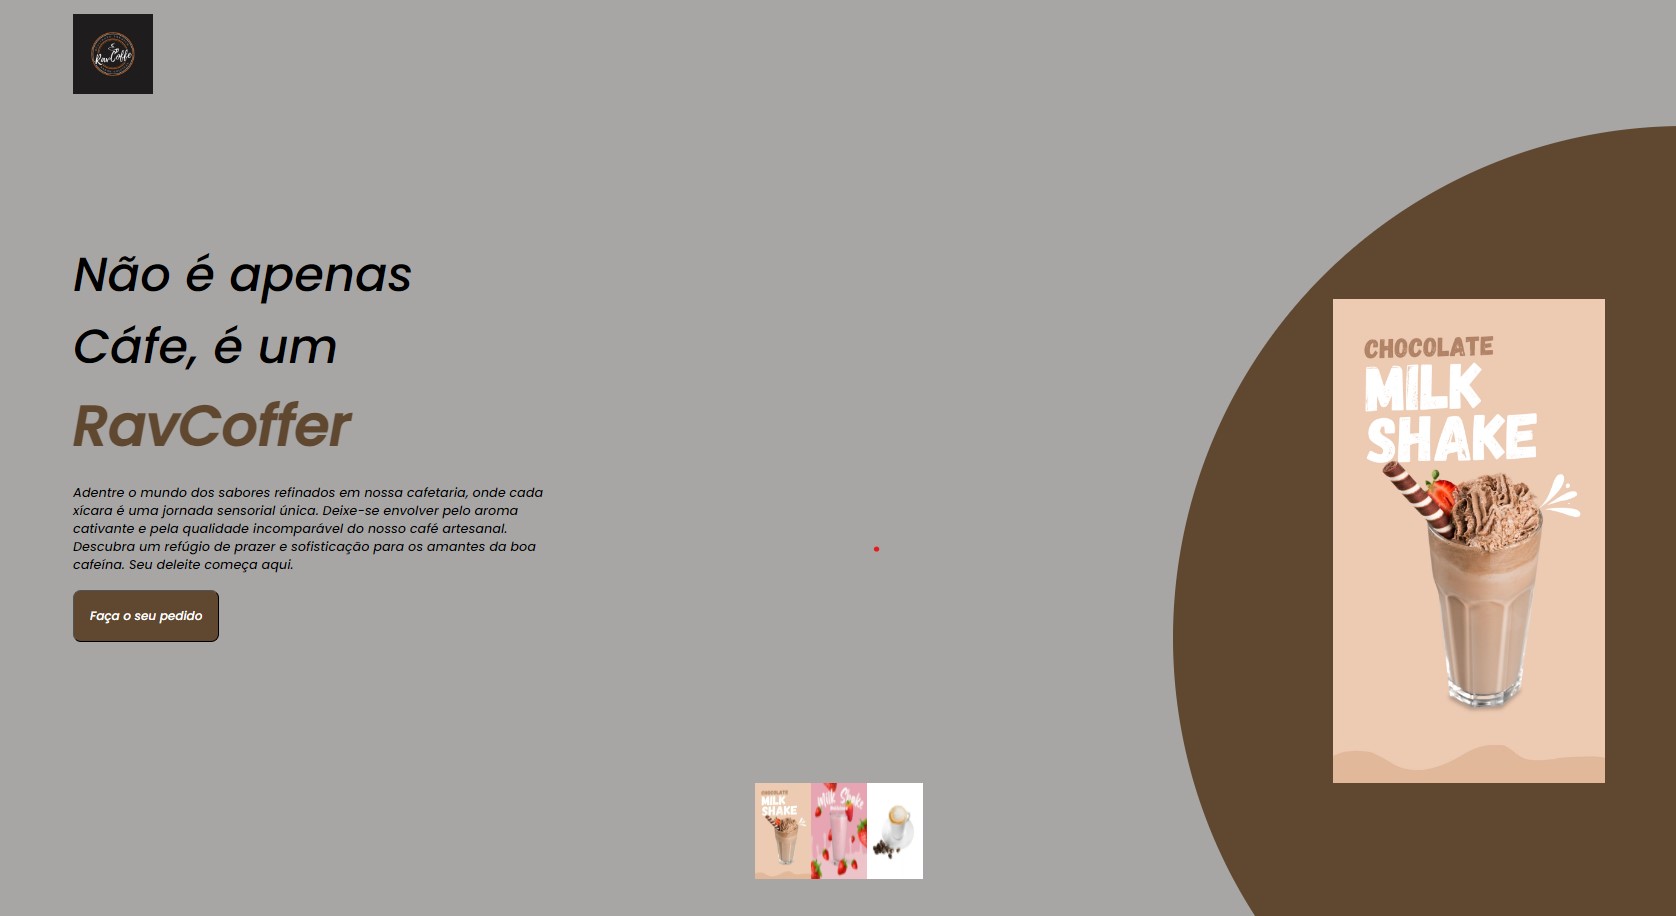 RavCoffe
Não é apenas
Cáfe, é um
RavCoffer
Adentre o mundo dos sabores refinados em nossa cafetaria, onde cada
xícara é uma jornada sensorial única. Deixe-se envolver pelo aroma
cativante e pela qualidade incomparável do nosso café artesanal.
Descubra um refúgio de prazer e sofisticação para os amantes da boa
cafeína. Seu deleite começa aqui.
Faça o seu pedido
CHOCOLATE
MILK
SHAKE
CHOCOLATE
MILK
SHAKE
Milk Shake